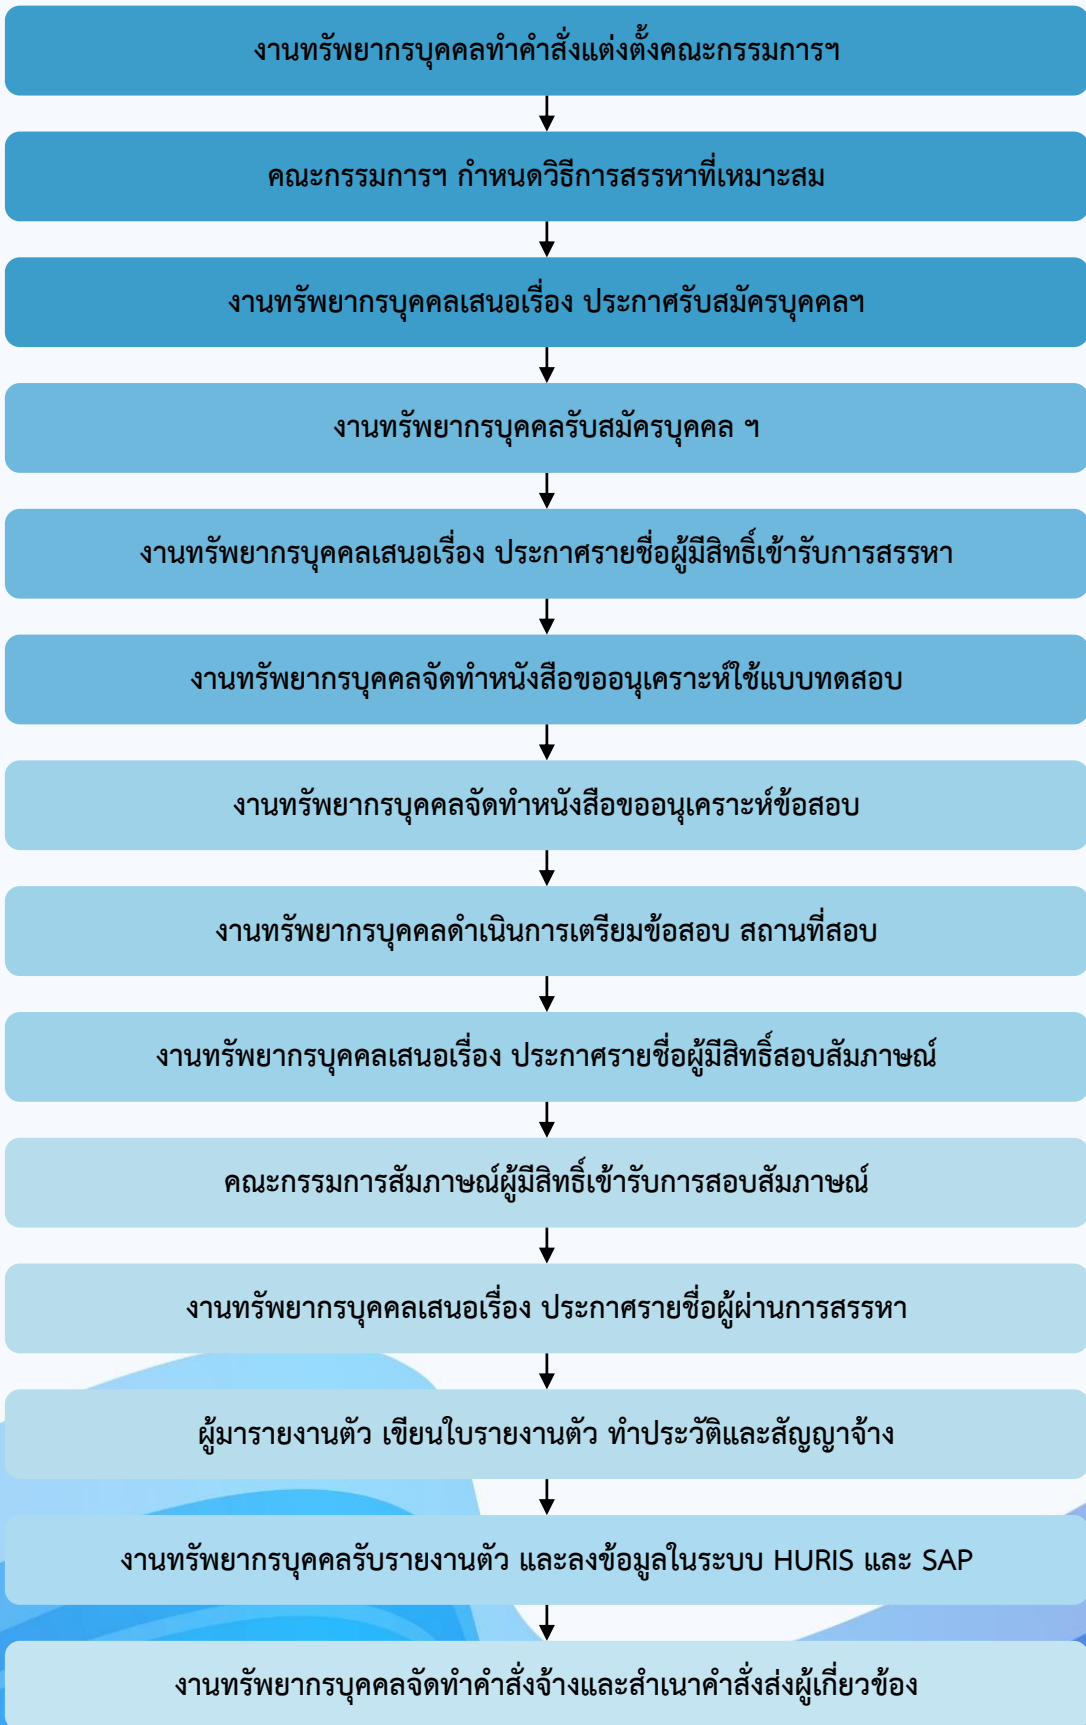 งานทรัพยากรบุคคลทำคำสั่งแต่งตั้งคณะกรรมการฯ
คณะกรรมการฯ กำหนดวิธีการสรรหาที่เหมาะสม
งานทรัพยากรบุคคลเสนอเรื่อง ประกาศรับสมัครบุคคลฯ
งานทรัพยากรบุคคลรับสมัครบุคคล ฯ
งานทรัพยากรบุคคลเสนอเรื่อง ประกาศรายชื่อผู้มีสิทธิ์เข้ารับการสรรหา
งานทรัพยากรบุคคลจัดทำหนังสือขออนุเคราะห์ใช้แบบทดสอบ
งานทรัพยากรบุคคลจัดทำหนังสือขออนุเคราะห์ข้อสอบ
งานทรัพยากรบุคคลดำเนินการเตรียมข้อสอบ สถานที่สอบ
งานทรัพยากรบุคคลเสนอเรื่อง ประกาศรายชื่อผู้มีสิทธิ์สอบสัมภาษณ์
คณะกรรมการสัมภาษณ์ผู้มีสิทธิ์เข้ารับการสอบสัมภาษณ์
งานทรัพยากรบุคคลเสนอเรื่อง ประกาศรายชื่อผู้ผ่านการสรรหา
ผู้มารายงานตัว เขียนใบรายงานตัว ทำประวัติและสัญญาจ้าง
งานทรัพยากรบุคคลรับรายงานตัว และลงข้อมูลในระบบ HURIS และ SAP
งานทรัพยากรบุคคลจัดทำคำสั่งจ้างและสำเนาคำสั่งส่งผู้เกี่ยวข้อง